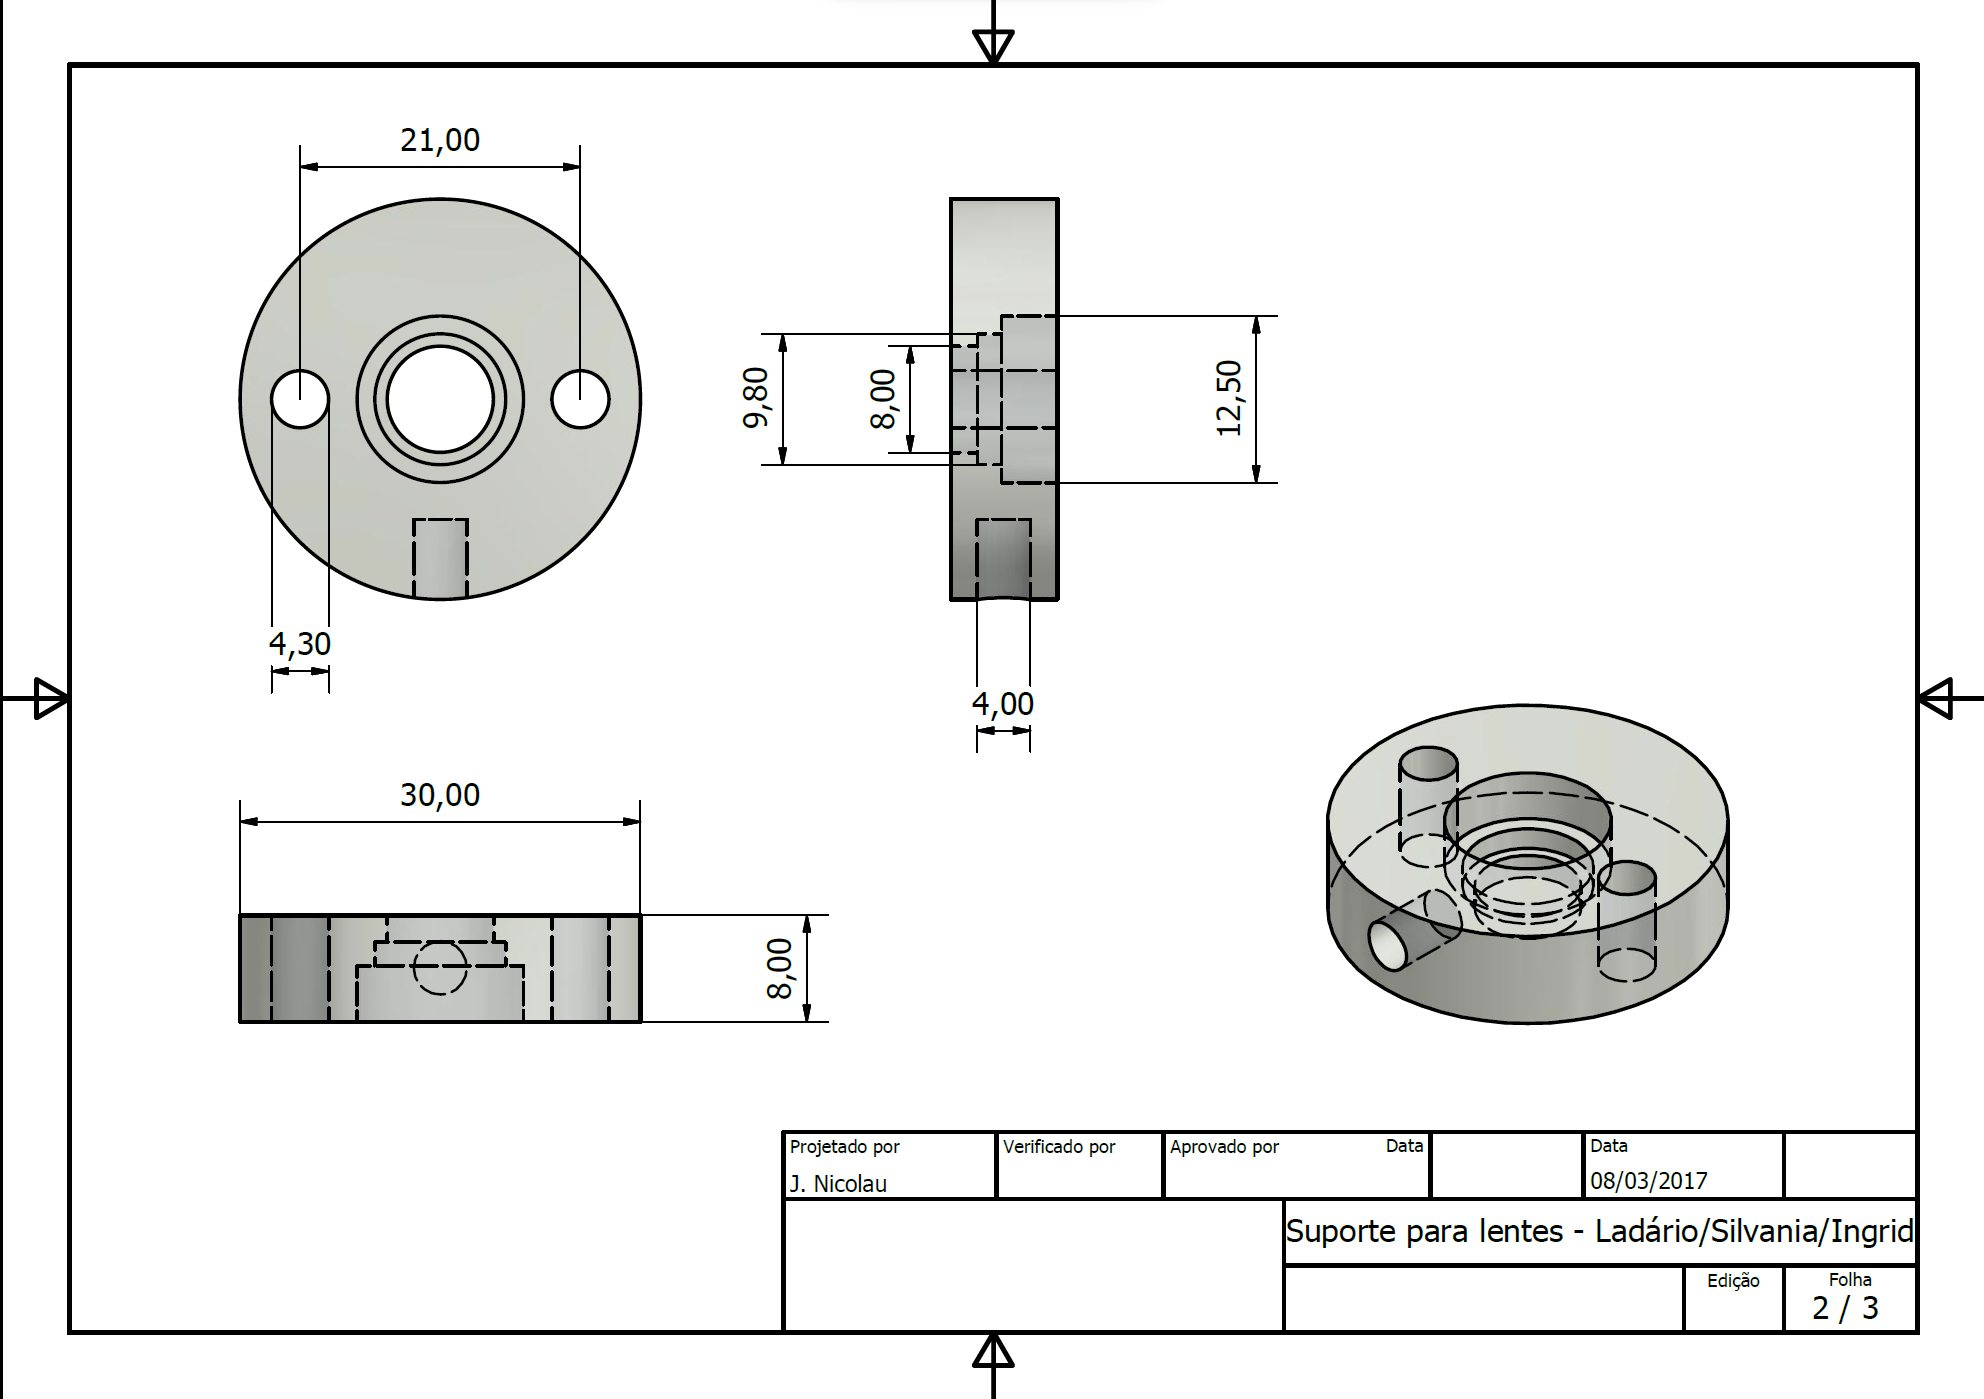 21,00
9,80
8,00
12,50
4,30
4,00
30,00
8,00
Projetado por
J. Nicolau
Verificado por
Aprovado por
Data
Data
08/03/2017
Suporte para lentes - Ladário/Silvania/Ingrid
Edição
Folha
2 / 3